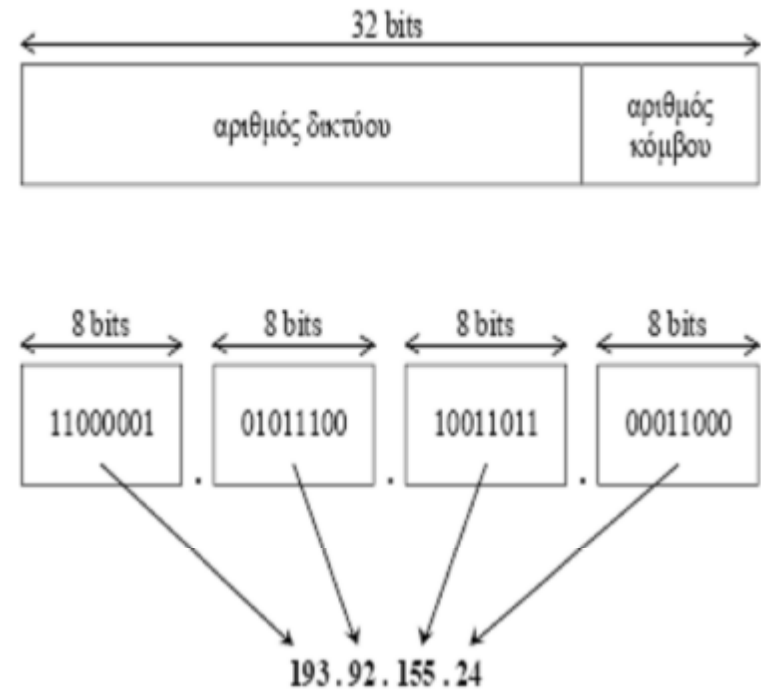 32 bits
αριθμός δικτύου
αριθμός
κόμβου
8 bits 8 bits 8 bits 8 bits
11000001 . 01011100 . 10011011 . 00011000
193 . 92 . 155 . 24